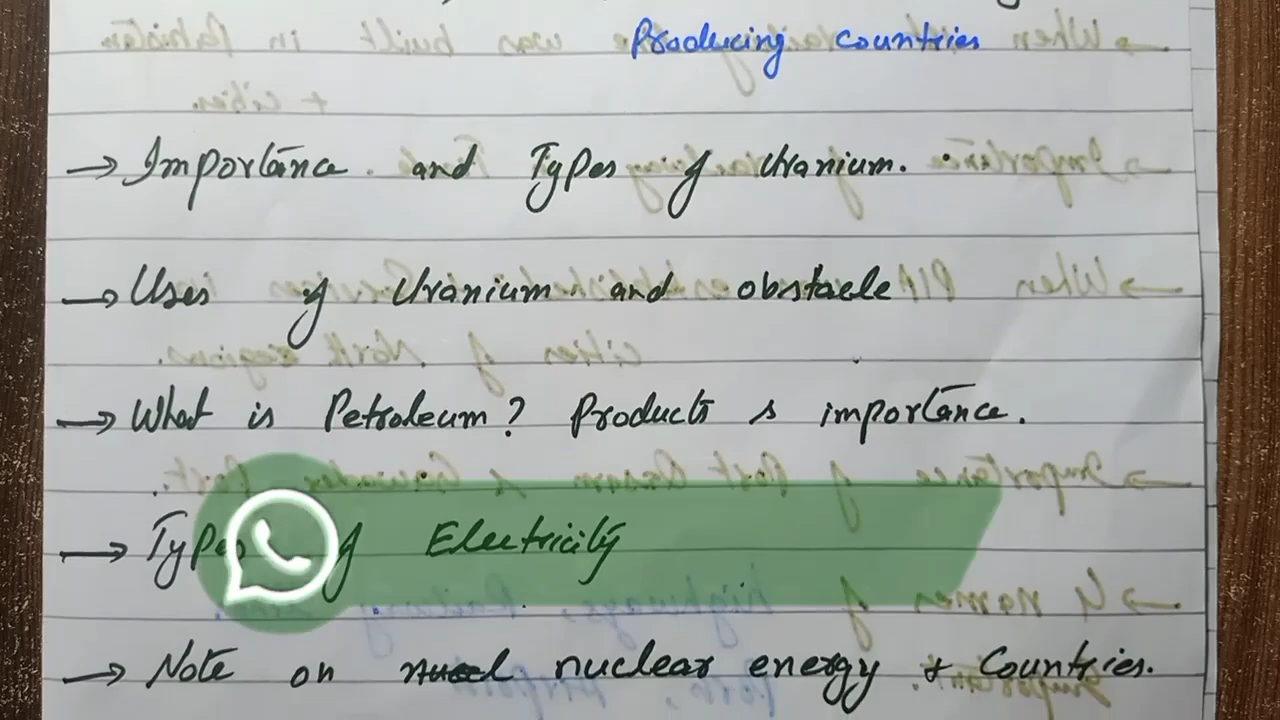 Producing countries
→ Importance and Types of Uranium.
→ Uses of Uranium and obstacle
→ What is Petroleum? Products & importance.
→ Types of Electricity
→ Note on nuclear energy + Countries.